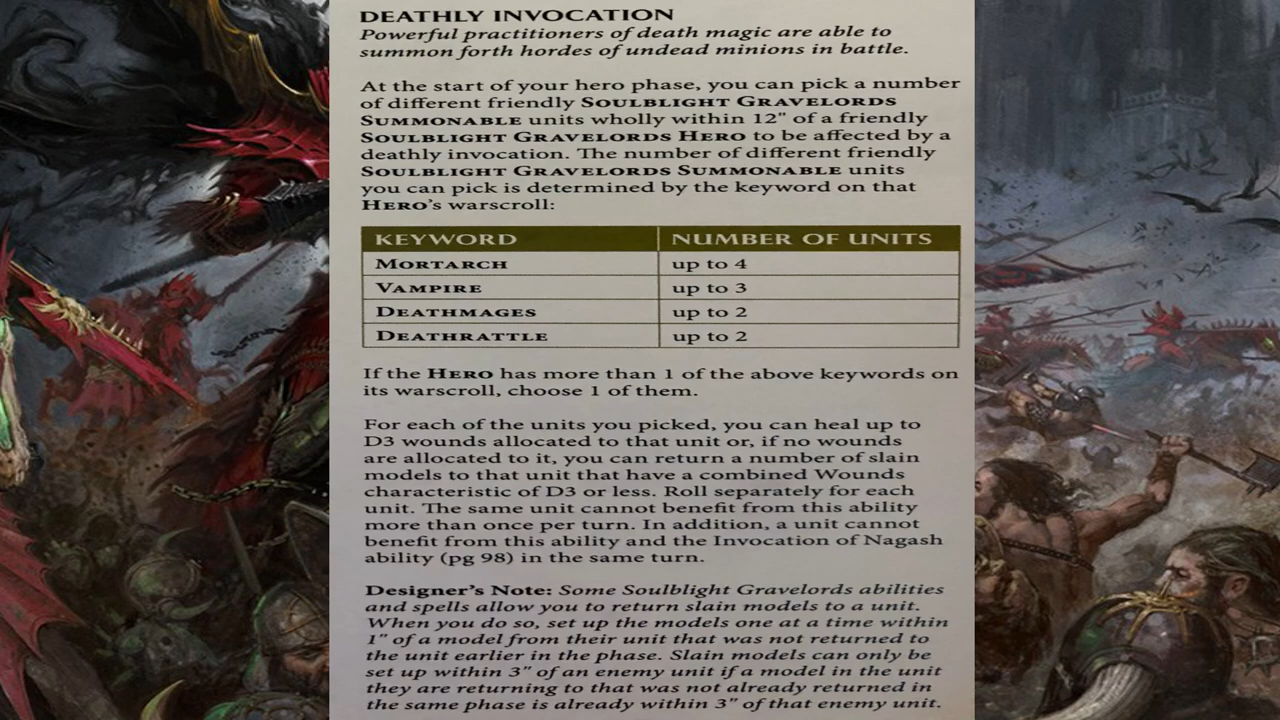 DEATHLY INVOCATION
Powerful practitioners of death magic are able to
summon forth hordes of undead minions in battle.
At the start of your hero phase, you can pick a number
of different friendly SOULBLIGHT GRAVELORDS
SUMMONABLE units wholly within 12" of a friendly
SOULBLIGHT GRAVELORDS HERO to be affected by a
deathly invocation. The number of different friendly
SOULBLIGHT GRAVELORDS SUMMONABLE units
you can pick is determined by the keyword on that
HERO's warscroll:
KEYWORD NUMBER OF UNITS
MORTARCH up to 4
VAMPIRE up to 3
DEATHMAGES up to 2
DEATHRATTLE up to 2
If the HERO has more than 1 of the above keywords on
its warscroll, choose 1 of them.
For each of the units you picked, you can heal up to
D3 wounds allocated to that unit or, if no wounds
are allocated to it, you can return a number of slain
models to that unit that have a combined Wounds
characteristic of D3 or less. Roll separately for each
unit. The same unit cannot benefit from this ability
more than once per turn. In addition, a unit cannot
benefit from this ability and the Invocation of Nagash
ability (pg 98) in the same turn.
Designer's Note: Some Soulblight Gravelords abilities
and spells allow you to return slain models to a unit.
When you do so, set up the models one at a time within
1" of a model from their unit that was not returned to
the unit earlier in the phase. Slain models can only be
set up within 3" of an enemy unit if a model in the unit
they are returning to that was not already returned in
the same phase is already within 3" of that enemy unit.